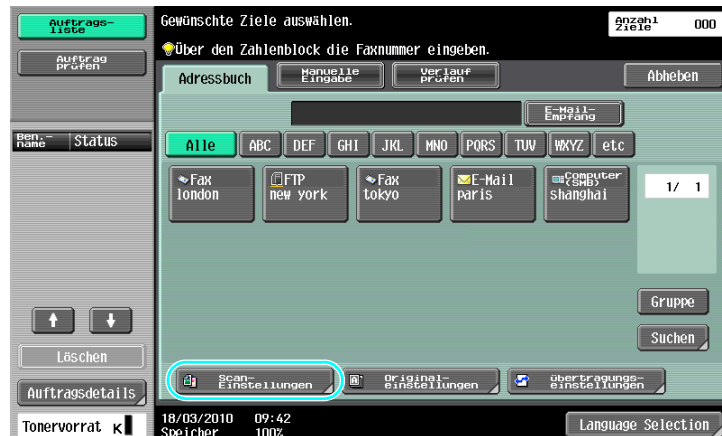 Auftrags-
liste
Auftrag
prüfen
Ben.-
name
Status
Löschen
Auftragsdetails
Tonervorrat K
Gewünschte Ziele auswählen.
Anzahl
Ziele
000
Über den Zahlenblock die Faxnummer eingeben.
Adressbuch
Manuelle
Eingabe
Verlauf
prüfen
Abheben
E-Mail-
Empfang
Alle ABC DEF GHI JKL MNO PQRS TUV WXYZ etc
Fax
london
FTP
new york
Fax
tokyo
E-Mail
paris
Computer
(SMB)
shanghai
1/ 1
Gruppe
Suchen
Scan-
Einstellungen
Original-
einstellungen
übertragungs-
einstellungen
18/03/2010 09:42
Speicher 100%
Language Selection